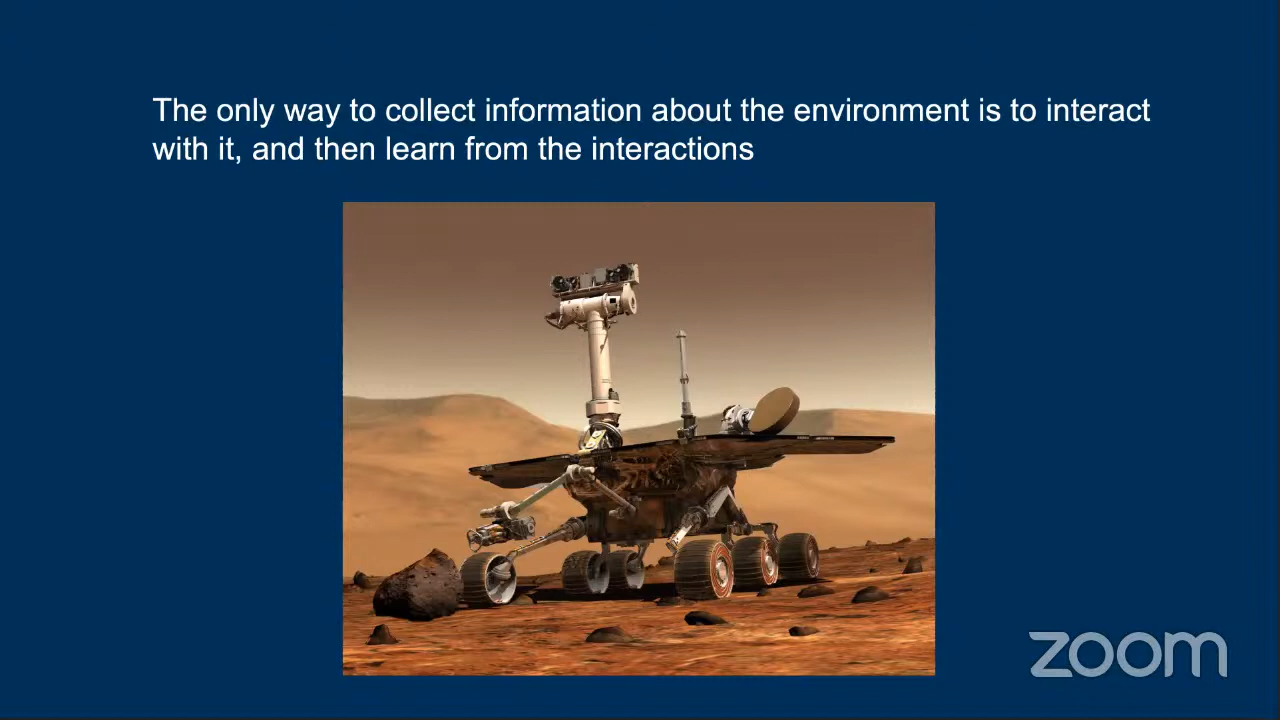 The only way to collect information about the environment is to interact
with it, and then learn from the interactions
zoom